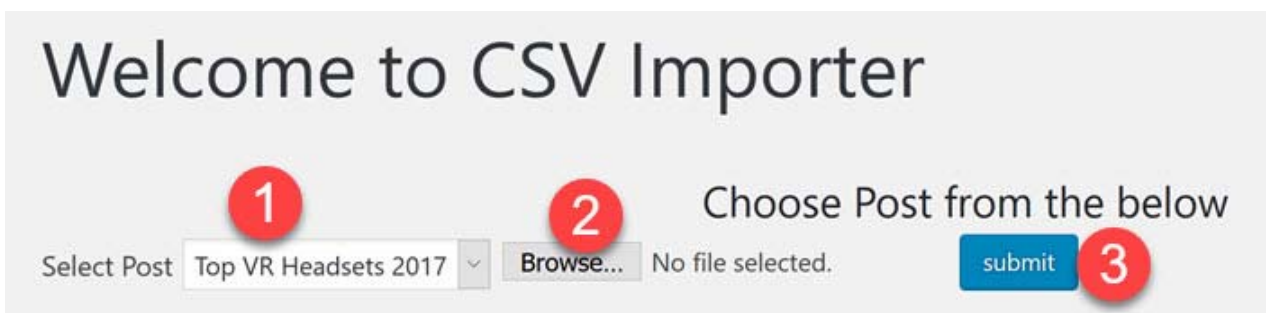 Welcome to CSV Importer
1
2
Choose Post from the below
Select Post Top VR Headsets 2017 Browse... No file selected. submit 3